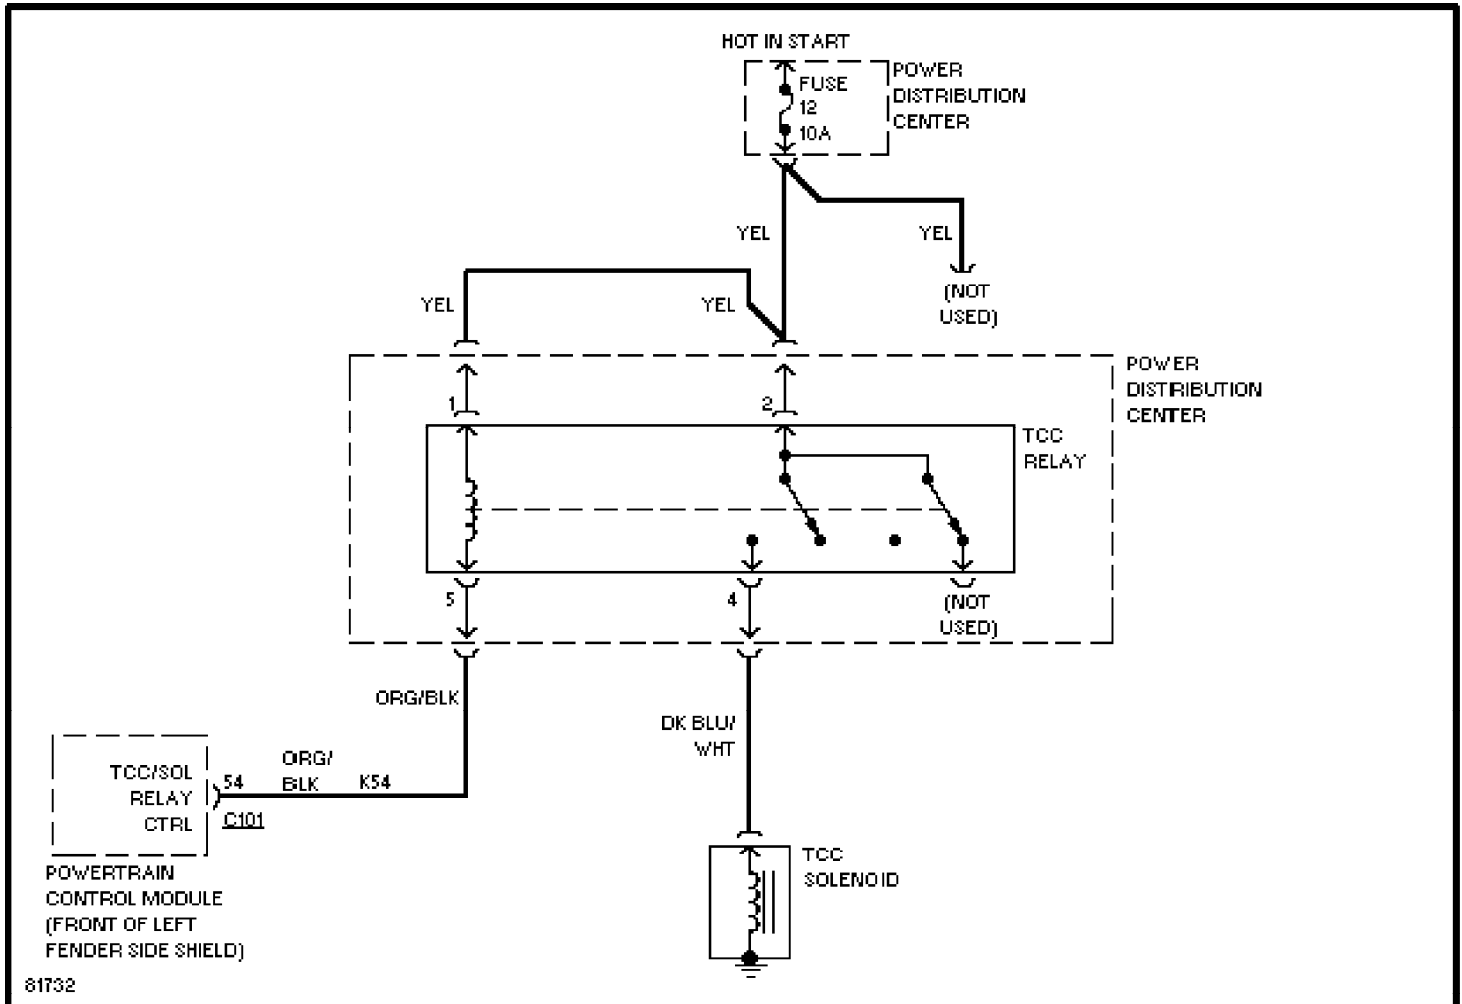 HOT IN START
FUSE
12
10A
POWER
DISTRIBUTION
CENTER
YEL
YEL
YEL
YEL
(NOT
USED)
POWER
DISTRIBUTION
CENTER
1
2
TCC
RELAY
5
4
(NOT
USED)
ORG/BLK
DK BLU/
WHT
TCC/SOL
RELAY
CTRL
54
ORG/
BLK
K54
C101
POWERTRAIN
CONTROL MODULE
(FRONT OF LEFT
FENDER SIDE SHIELD)
TCC
SOLENOID
81732